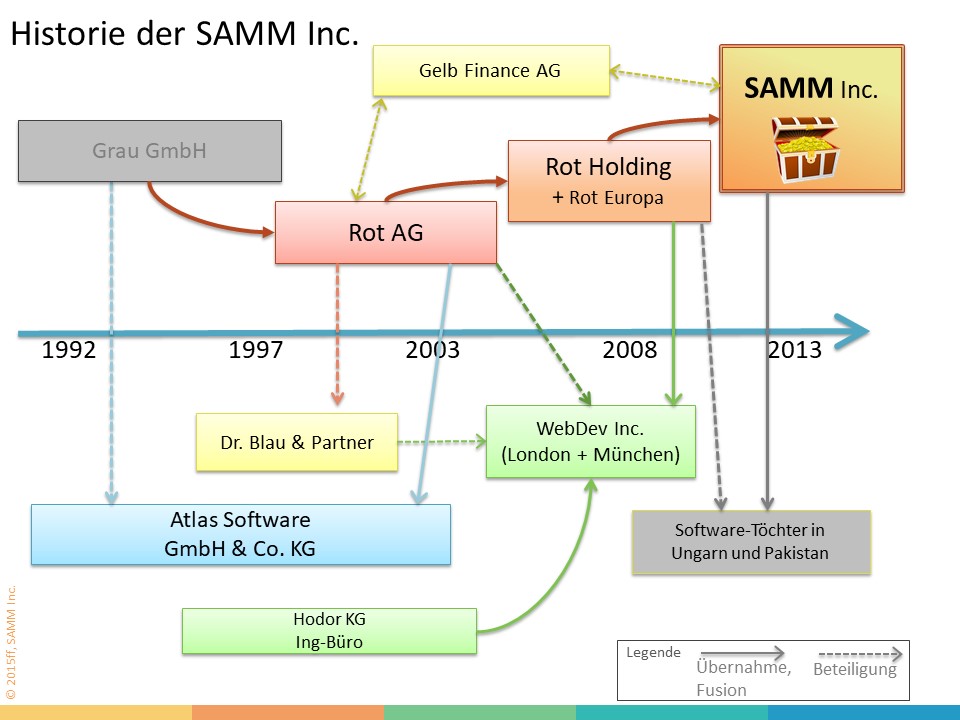 Historie der SAMM Inc.
Gelb Finance AG
SAMM Inc.
Grau GmbH
Rot Holding
+ Rot Europa
Rot AG
1992 1997 2003 2008 2013
Dr. Blau & Partner
WebDev Inc.
(London + München)
Atlas Software
GmbH & Co. KG
Software-Töchter in
Ungarn und Pakistan
Hodor KG
Ing-Büro
Legende
Übernahme,
Fusion
Beteiligung
© 2015ff, SAMM Inc.